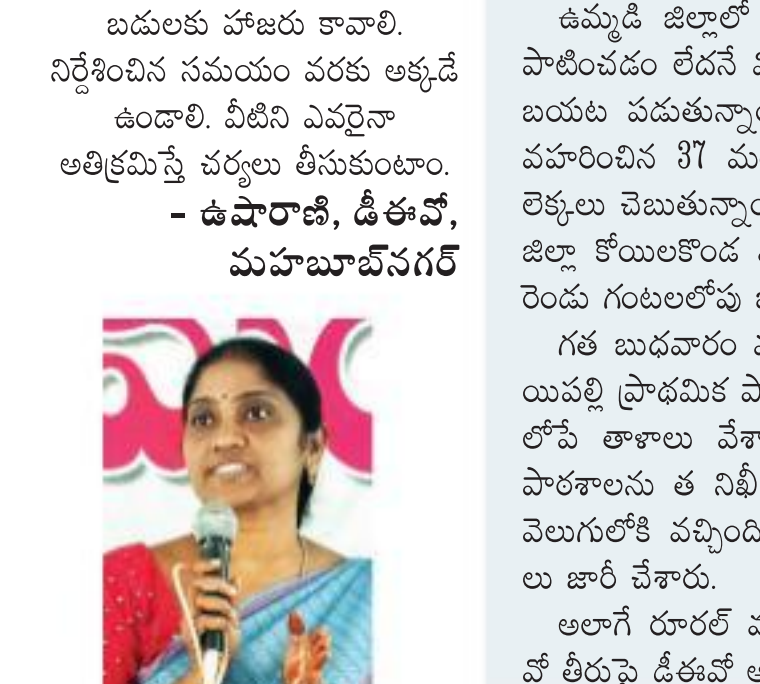 బడులకు హాజరు కావాలి.
నిర్దేశించిన సమయం వరకు అక్కడే
ఉండాలి. వీటిని ఎవరైనా
అతిక్రమిస్తే చర్యలు తీసుకుంటాం.
- ఉషారాణి, డీఈవో,
మహబూబ్‌నగర్
ఉమ్మడి జిల్లాలో
పాటించడం లేదనే
బయట పడుతున్నా
వహరించిన 37 మ
లెక్కలు చెబుతున్నా
జిల్లా కోయిలకొండ
రెండు గంటలలోపు
గత బుధవారం
యిపల్లి ప్రాథమిక పా
లోపే తాళాలు వేశా
పాఠశాలను త నిఖీ
వెలుగులోకి వచ్చింది
లు జారీ చేశారు.
అలాగే రూరల్
వో తీరుపై డీఈవో